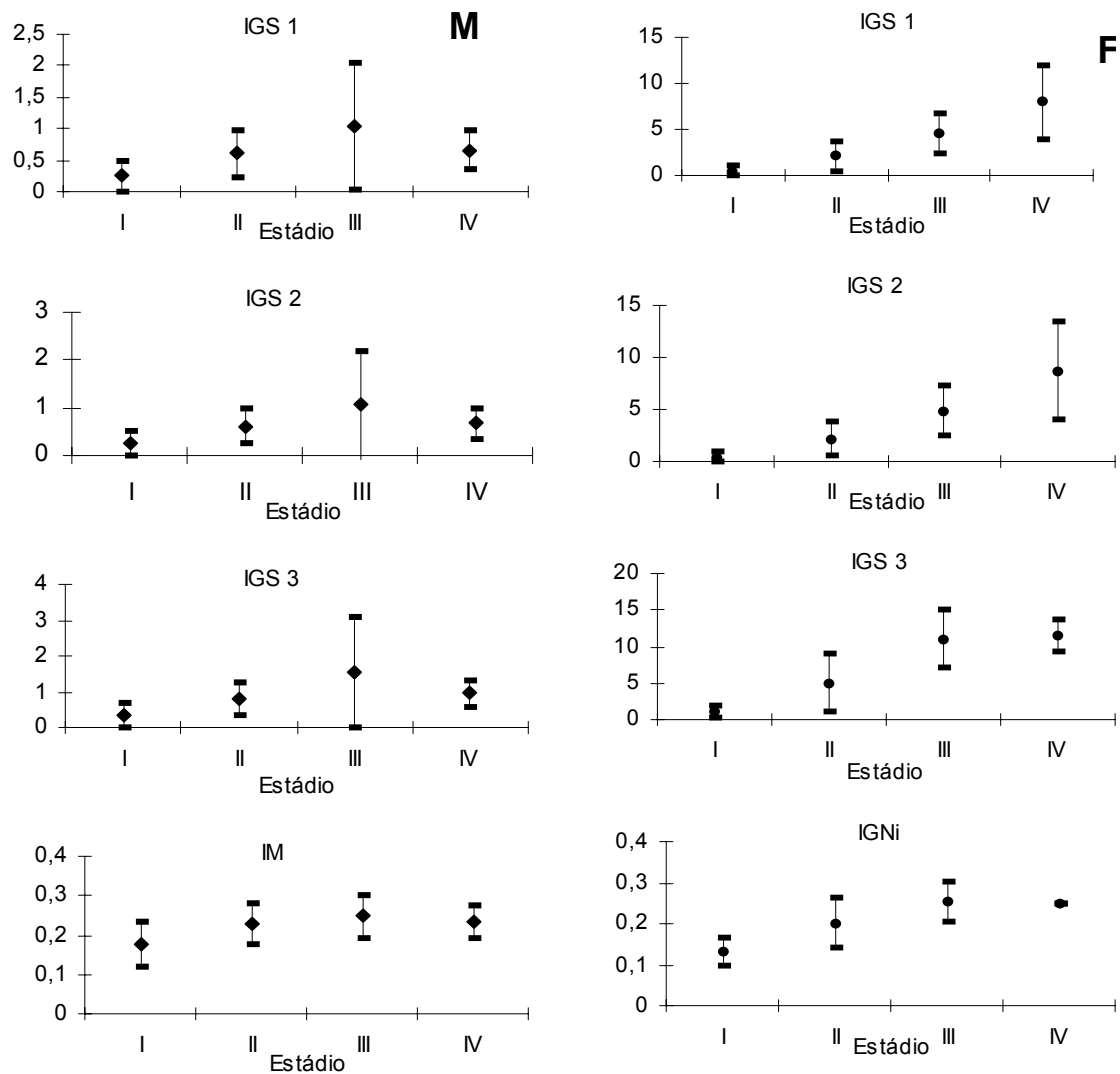 IGS 1
M
2,5
2
1,5
1
0,5
0
I II III IV
Estádio
IGS 1
F
15
10
5
0
I II III IV
Estádio
IGS 2
3
2
1
0
I II III IV
Estádio
IGS 2
15
10
5
0
I II III IV
Estádio
IGS 3
4
3
2
1
0
I II III IV
Estádio
IGS 3
20
15
10
5
0
I II III IV
Estádio
IM
0,4
0,3
0,2
0,1
0
I II III IV
Estádio
IGNi
0,4
0,3
0,2
0,1
0
I II III IV
Estádio